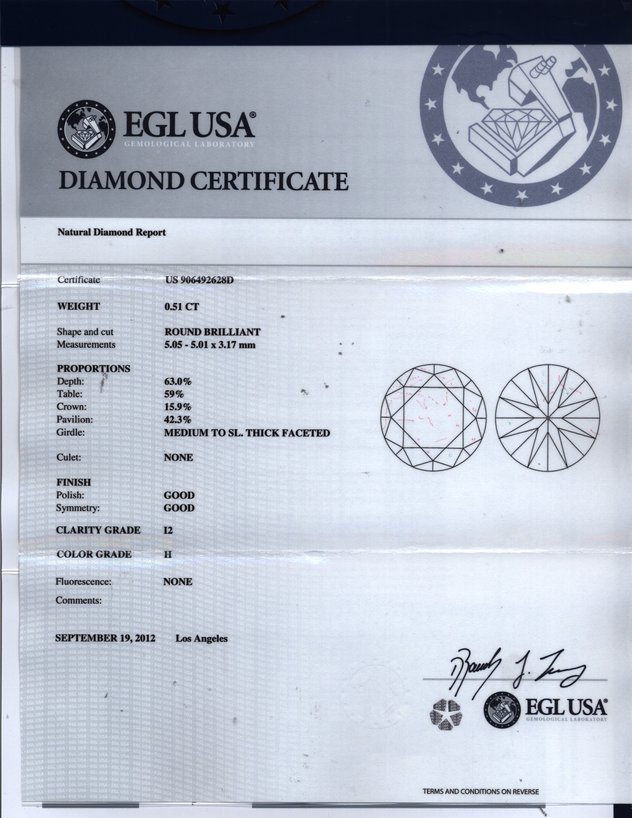 EGL USA®
GEMOLOGICAL LABORATORY
DIAMOND CERTIFICATE
Natural Diamond Report
Certificate US 906492628D
WEIGHT 0.51 CT
Shape and cut ROUND BRILLIANT
Measurements 5.05 - 5.01 x 3.17 mm
PROPORTIONS
Depth: 63.0%
Table: 59%
Crown: 15.9%
Pavilion: 42.3%
Girdle: MEDIUM TO SL. THICK FACETED
Culet: NONE
FINISH
Polish: GOOD
Symmetry: GOOD
CLARITY GRADE I2
COLOR GRADE H
Fluorescence: NONE
Comments:
SEPTEMBER 19, 2012 Los Angeles
EGL USA®
GEMOLOGICAL LABORATORY
TERMS AND CONDITIONS ON REVERSE